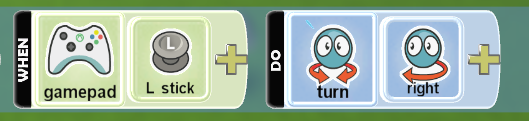 WHEN
gamepad
L
L stick
DO
turn
right